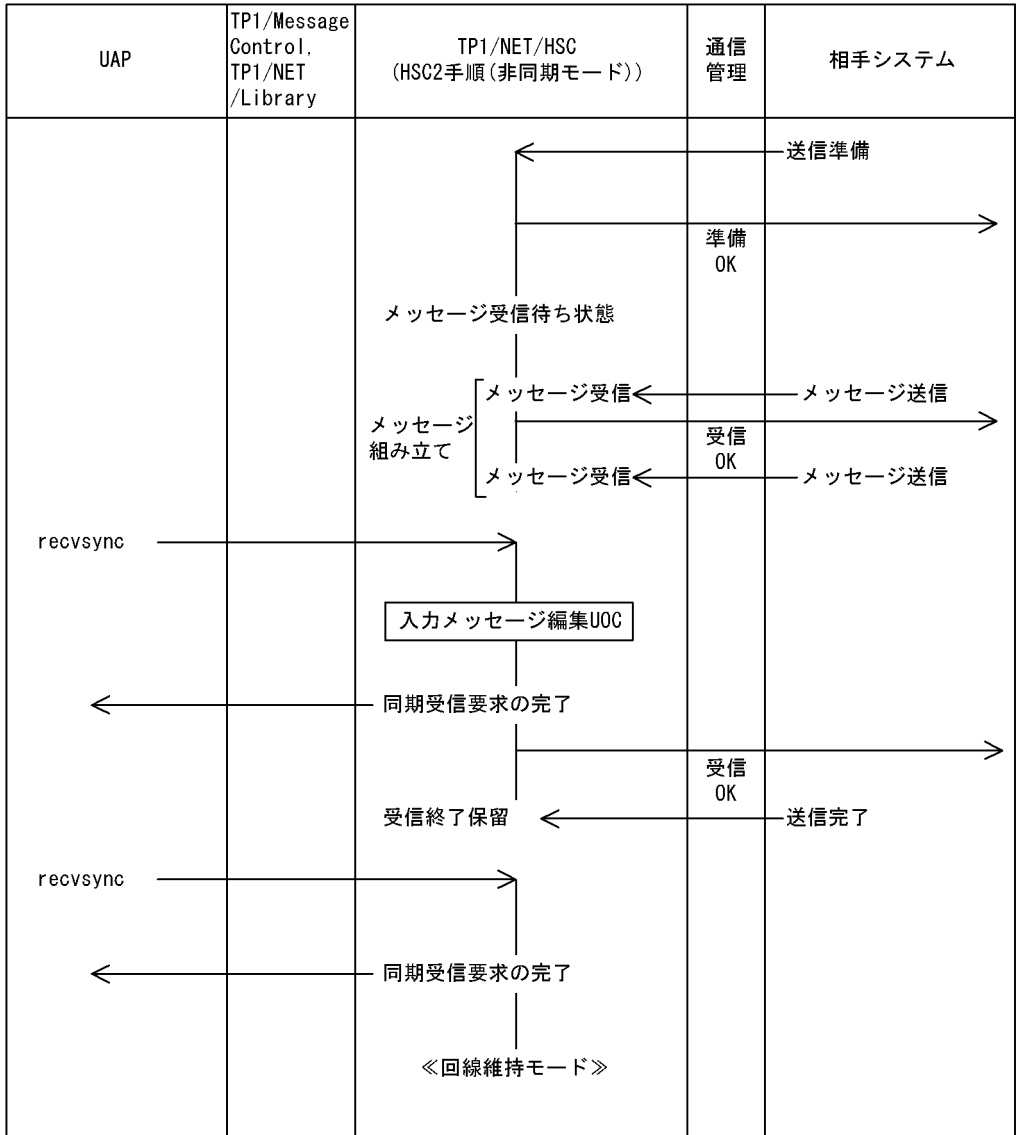 UAP
TP1/Message
Control,
TP1/NET
/Library
TP1/NET/HSC
(HSC2手順(非同期モード))
通信
管理
相手システム
送信準備
準備
OK
メッセージ受信待ち状態
メッセージ受信
メッセージ送信
メッセージ
組み立て
受信
OK
メッセージ受信
メッセージ送信
recvsync
入力メッセージ編集UOC
同期受信要求の完了
受信
OK
受信終了保留
送信完了
recvsync
同期受信要求の完了
≪回線維持モード≫